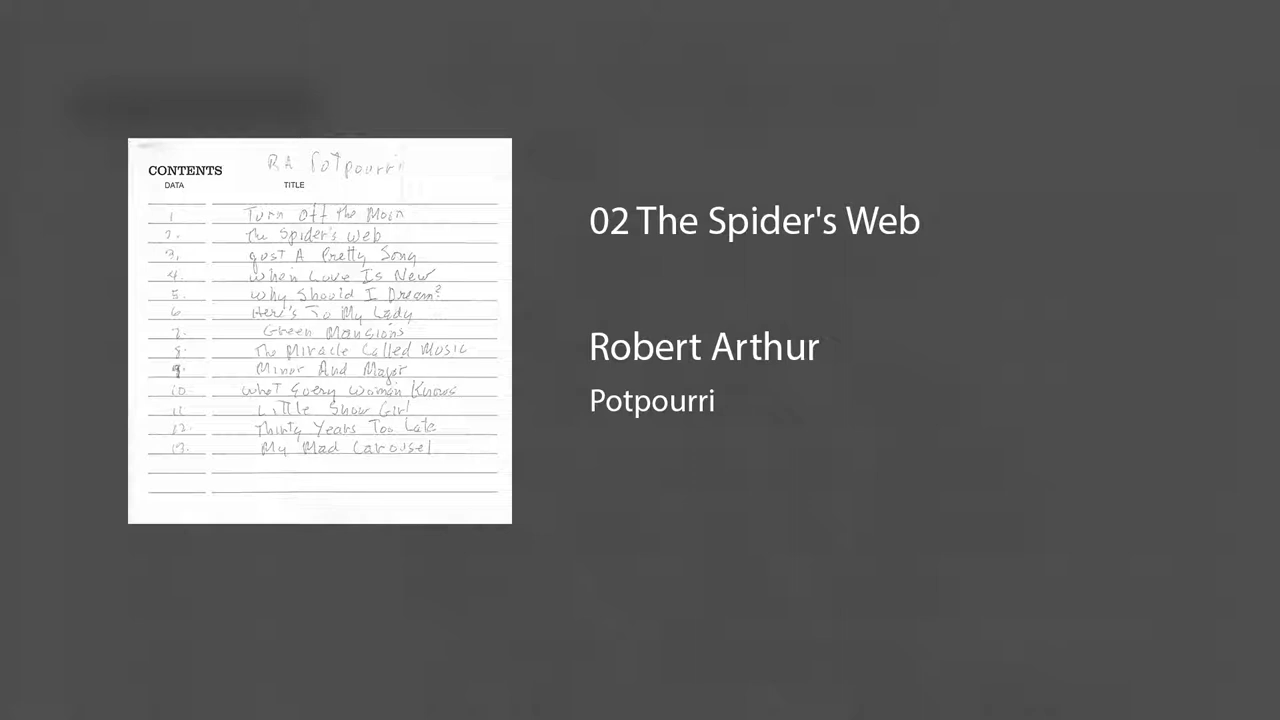 RA Potpourri
CONTENTS
DATA TITLE
1 Turn Off The Moon
2. The Spider's Web
3. Just A Pretty Song
4. When Love Is New
5. Why Should I Dream?
6 Here's To My Lady
7. Green Mansions
8. The Miracle Called Music
9. Minor And Major
10. What Every Woman Knows
11. Little Show Girl
12. Thirty Years Too Late
13. My Mad Carousel
02 The Spider's Web
Robert Arthur
Potpourri